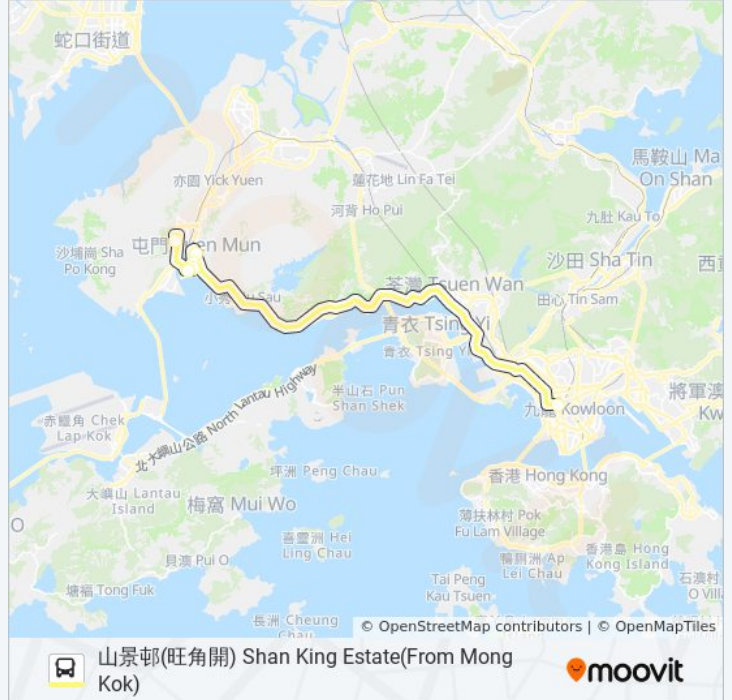 蛇口街道
馬鞍山 Ma
On Shan
亦園 Yick Yuen
蓮花地 Lin Fa Tei
河背 Ho Pui
九肚 Kau To
屯門 Tuen Mun
沙埔崗 Sha
Po Kong
沙田 Sha Tin
荃灣 Tsuen Wan
田心 Tin Sam
青衣 Tsing Yi
青衣 Tsing Yi
半山石 Pun
Shan Shek
北大嶼山公路 North Lantau Highway
將軍澳
Kw
九龍 Kowloon
赤鱲角 Chek
Lap Kok
坪洲 Peng Chau
香港 Hong Kong
大嶼山 Lantau
Island
梅窩 Mui Wo
O
薄扶林村 Pok
Fu Lam Village
喜靈洲 Hei
Ling Chau
鴨脷洲 Ap
Lei Chau
香港島 Hong
Kong Island
貝澳 Pui O
塘福 Tong Fuk
Tai Peng
Kau Tsuen
石澳村
O Villa
長洲 Cheung
Chau
© OpenStreetMap contributors | © OpenMapTiles
山景邨(旺角開) Shan King Estate(From Mong
Kok)
moovit